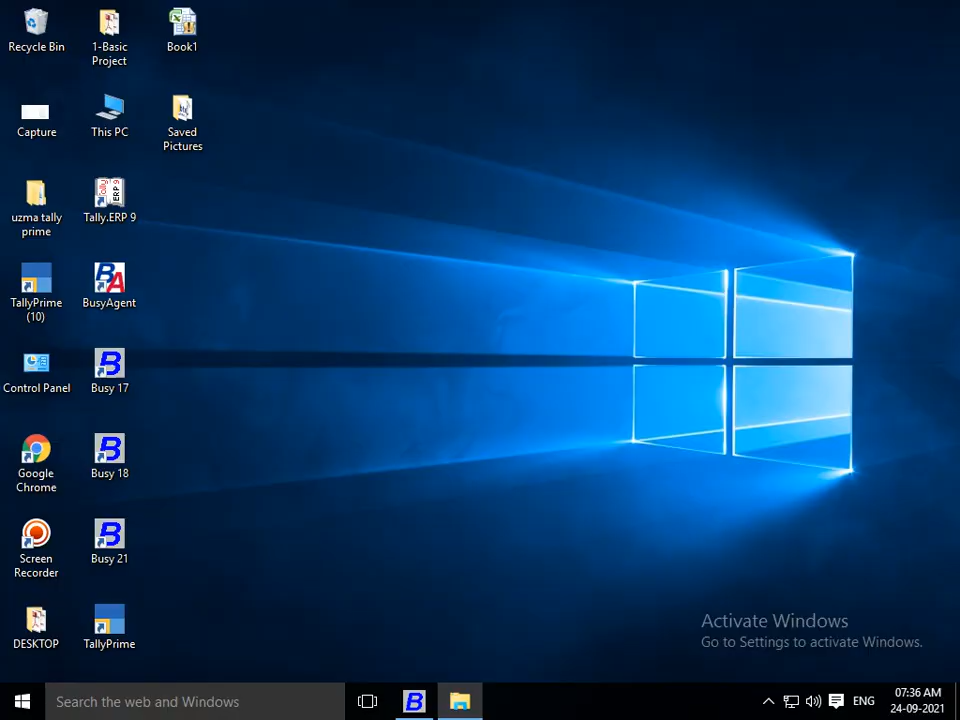 Recycle Bin
1-Basic
Project
Book1
Capture
This PC
Saved
Pictures
uzma tally
prime
Tally.ERP 9
TallyPrime
(10)
BusyAgent
Control Panel
Busy 17
Google
Chrome
Busy 18
Screen
Recorder
Busy 21
DESKTOP
TallyPrime
Activate Windows
Go to Settings to activate Windows.
Search the web and Windows
ENG
07:36 AM
24-09-2021